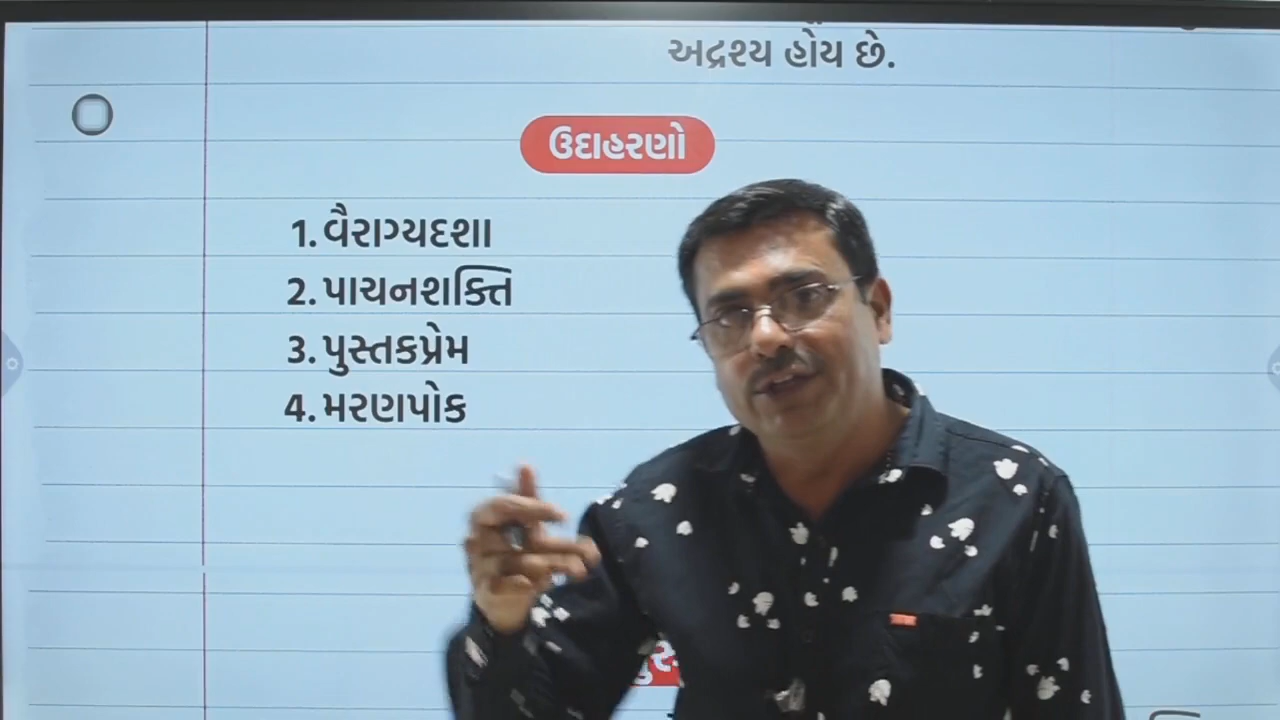 અદ્રશ્ય હોય છે.
ઉદાહરણો
1. વૈરાગ્યદશા
2. પાચનશક્તિ
3. પુસ્તકપ્રેમ
4. મરણપોક